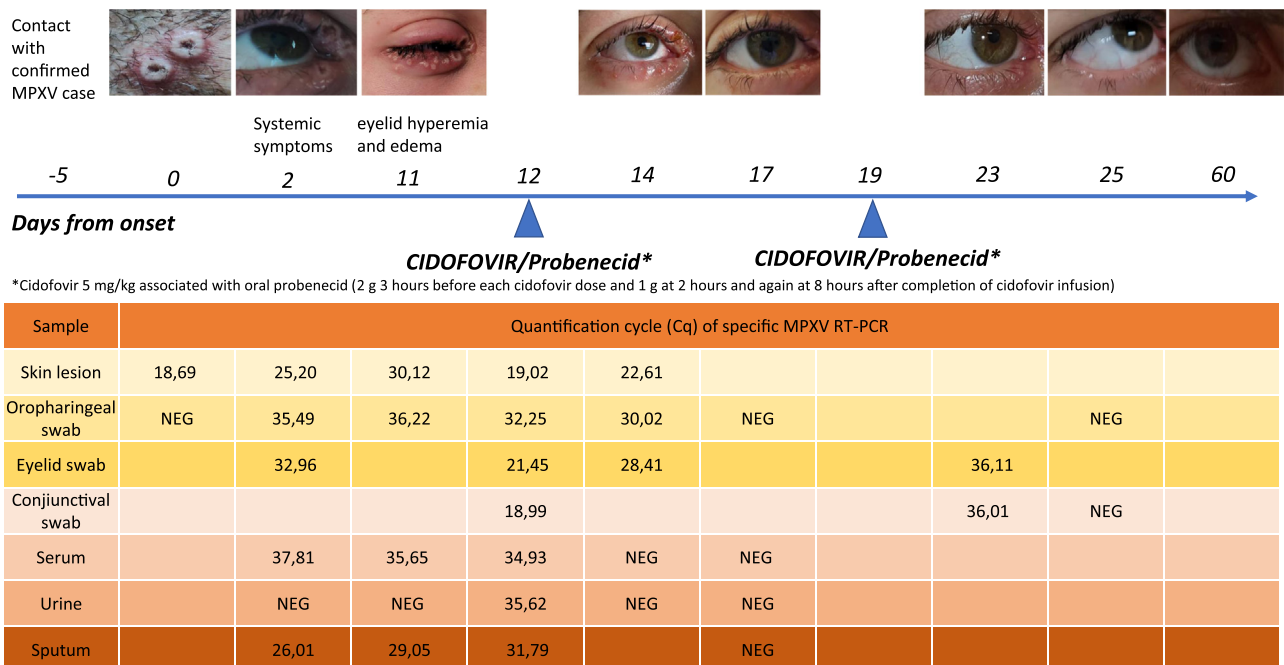 Contact
with
confirmed
MPXV case
Systemic
symptoms
eyelid hyperemia
and edema
-5 0 2 11 12 14 17 19 23 25 60
Days from onset
CIDOFOVIR/Probenecid* CIDOFOVIR/Probenecid*
*Cidofovir 5 mg/kg associated with oral probenecid (2 g 3 hours before each cidofovir dose and 1 g at 2 hours and again at 8 hours after completion of cidofovir infusion)
Sample Quantification cycle (Cq) of specific MPXV RT-PCR
Skin lesion 18,69 25,20 30,12 19,02 22,61
Oropharingeal
swab NEG 35,49 36,22 32,25 30,02 NEG NEG
Eyelid swab 32,96 21,45 28,41 36,11
Conjiunctival
swab 18,99 36,01 NEG
Serum 37,81 35,65 34,93 NEG NEG
Urine NEG NEG 35,62 NEG NEG
Sputum 26,01 29,05 31,79 NEG